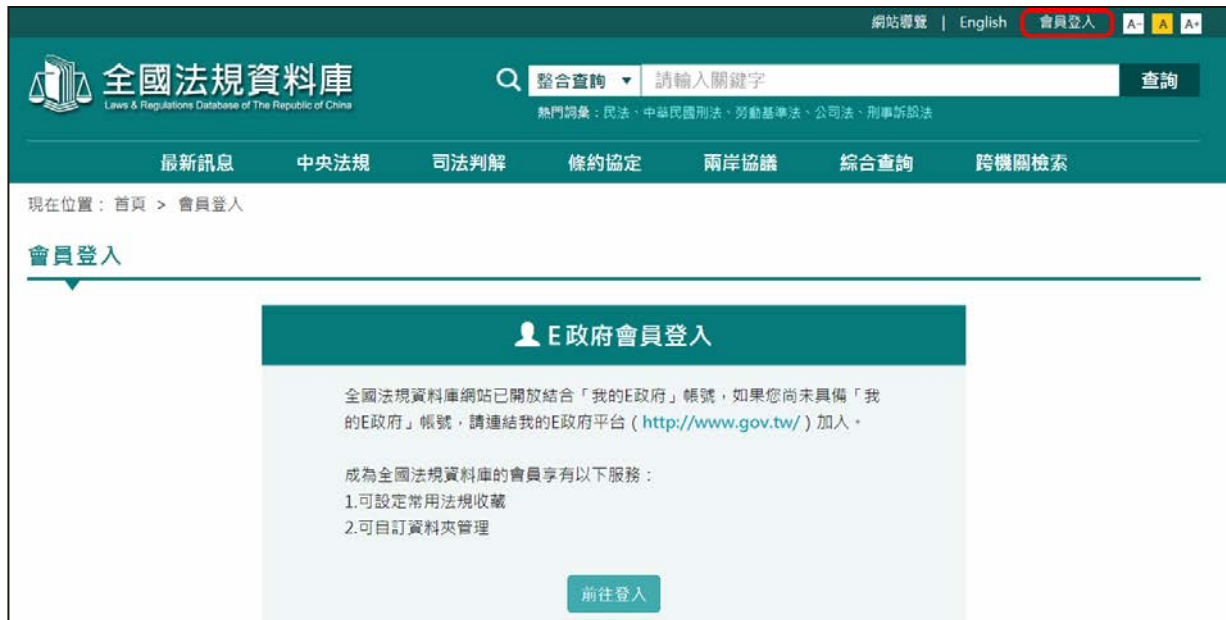 網站導覽 | English 會員登入 A- A A+
全國法規資料庫
Laws & Regulations Database of The Republic of China
整合查詢 ▼ 請輸入關鍵字 查詢
熱門詞彙：民法、中華民國刑法、勞動基準法、公司法、刑事訴訟法
最新訊息 中央法規 司法判解 條約協定 兩岸協議 綜合查詢 跨機關檢索
現在位置： 首頁 > 會員登入
會員登入
E政府會員登入
全國法規資料庫網站已開放結合「我的E政府」帳號，如果您尚未具備「我
的E政府」帳號，請連結我的E政府平台 ( http://www.gov.tw/ ) 加入。
成為全國法規資料庫的會員享有以下服務：
1.可設定常用法規收藏
2.可自訂資料夾管理
前往登入